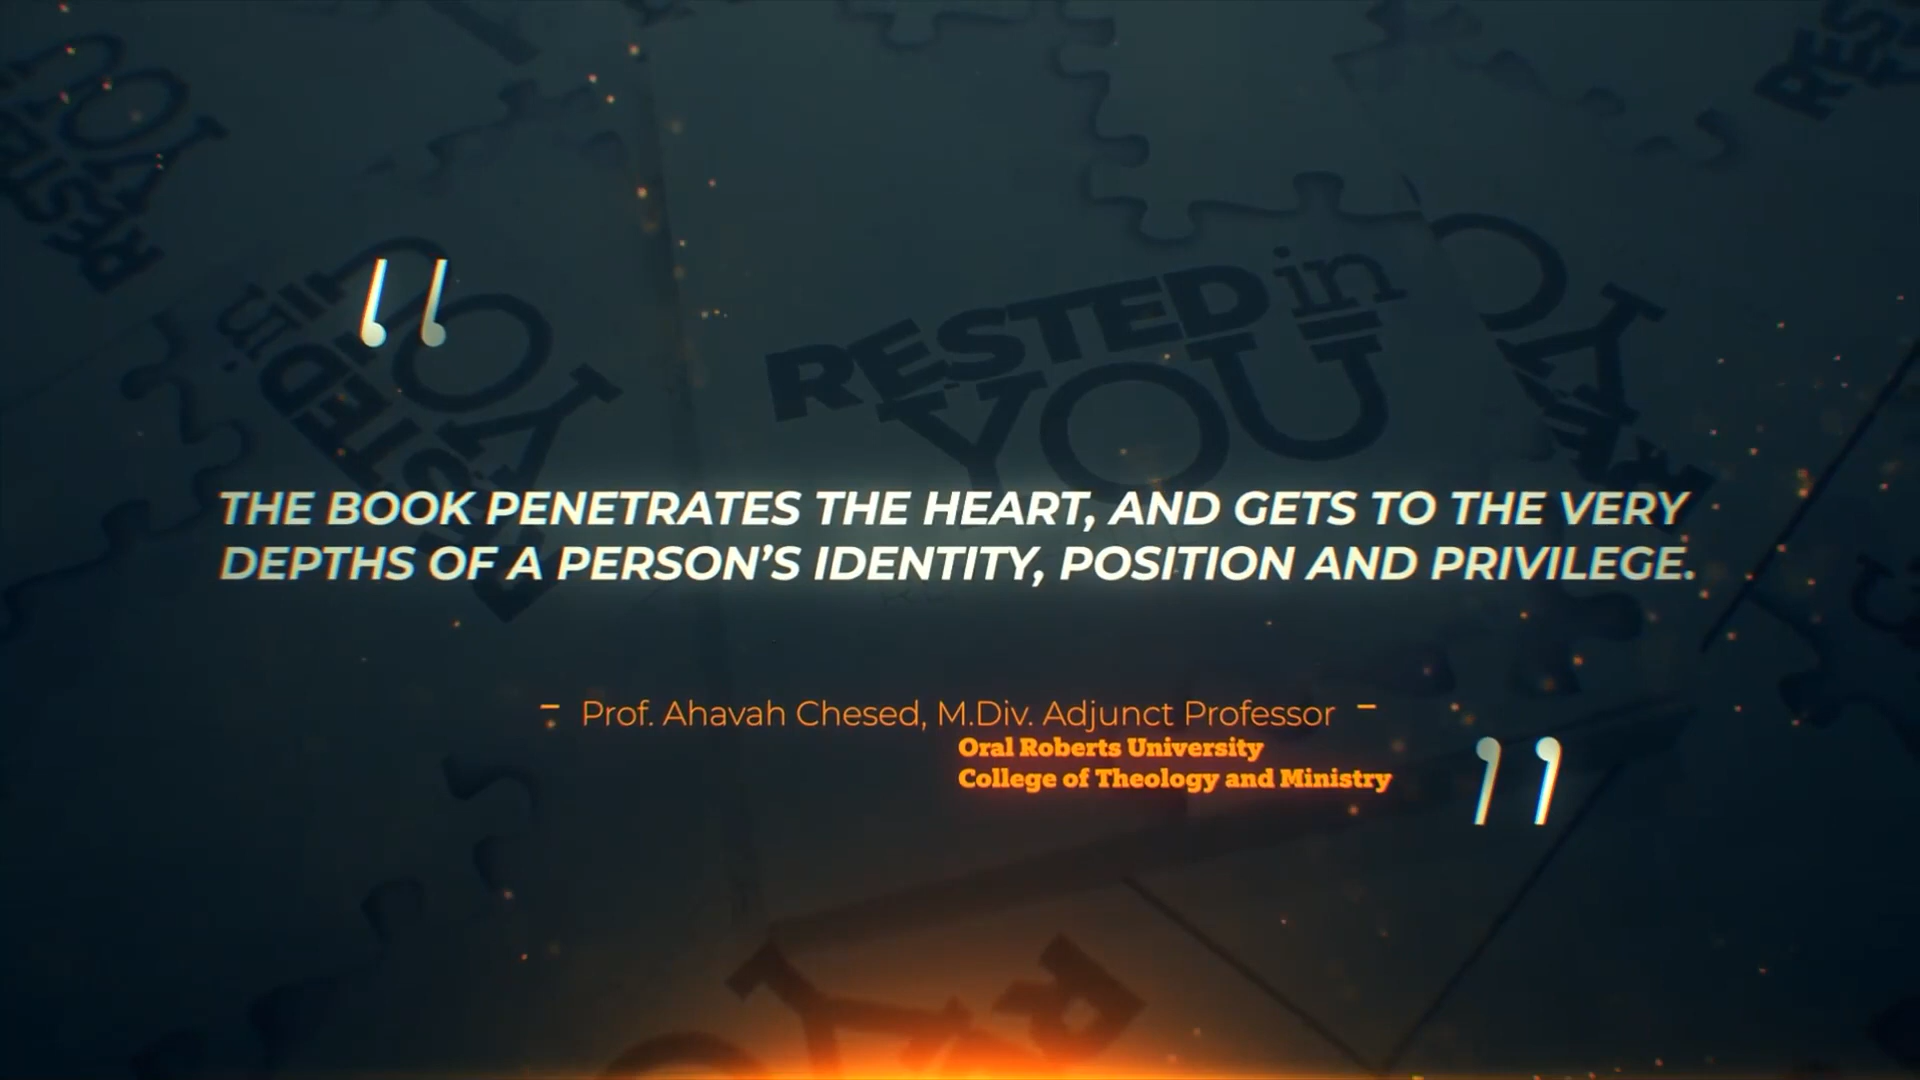 RESTED in
YOU
“
THE BOOK PENETRATES THE HEART, AND GETS TO THE VERY
DEPTHS OF A PERSON’S IDENTITY, POSITION AND PRIVILEGE.
– Prof. Ahavah Chesed, M.Div. Adjunct Professor –
Oral Roberts University
College of Theology and Ministry
”